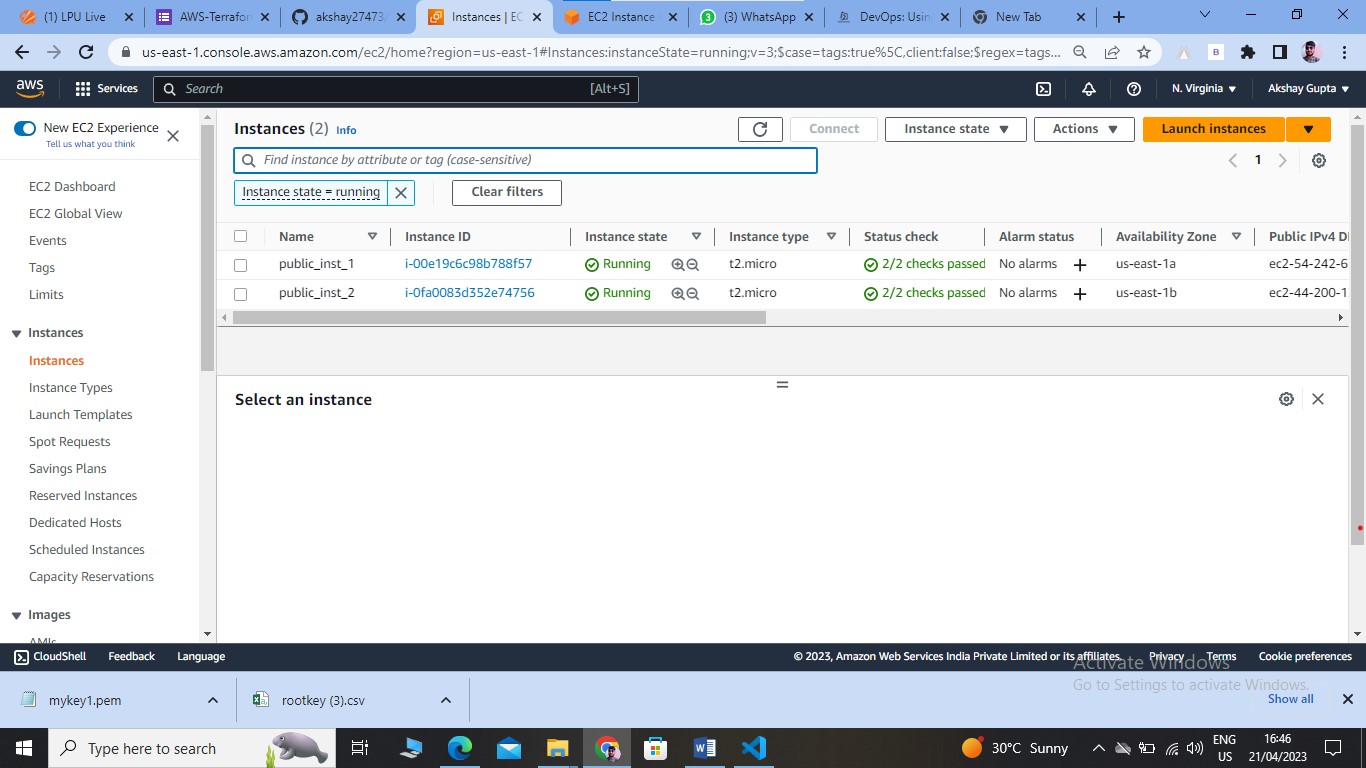 (1) LPU Live
AWS-Terrafor
akshay27473
Instances | EC
EC2 Instance
(3) WhatsApp
DevOps: Usin
New Tab
us-east-1.console.aws.amazon.com/ec2/home?region=us-east-1#Instances:instanceState=running;v=3;$case=tags:true%5C,client:false;$regex=tags...
aws
Services
Search
[Alt+S]
N. Virginia
Akshay Gupta
New EC2 Experience
Tell us what you think
EC2 Dashboard
EC2 Global View
Events
Tags
Limits
Instances
Instances
Instance Types
Launch Templates
Spot Requests
Savings Plans
Reserved Instances
Dedicated Hosts
Scheduled Instances
Capacity Reservations
Images
AMIs
Instances (2) Info
Connect
Instance state
Actions
Launch instances
Find instance by attribute or tag (case-sensitive)
1
Instance state = running
Clear filters
Name Instance ID Instance state Instance type Status check Alarm status Availability Zone Public IPv4 D
public_inst_1 i-00e19c6c98b788f57 Running t2.micro 2/2 checks passed No alarms + us-east-1a ec2-54-242-6
public_inst_2 i-0fa0083d352e74756 Running t2.micro 2/2 checks passed No alarms + us-east-1b ec2-44-200-1
Select an instance
CloudShell Feedback Language © 2023, Amazon Web Services India Private Limited or its affiliates. Privacy Terms Cookie preferences
Activate Windows
Go to Settings to activate Windows.
mykey1.pem
rootkey (3).csv
Show all
Type here to search
30°C Sunny
ENG
US
16:46
21/04/2023